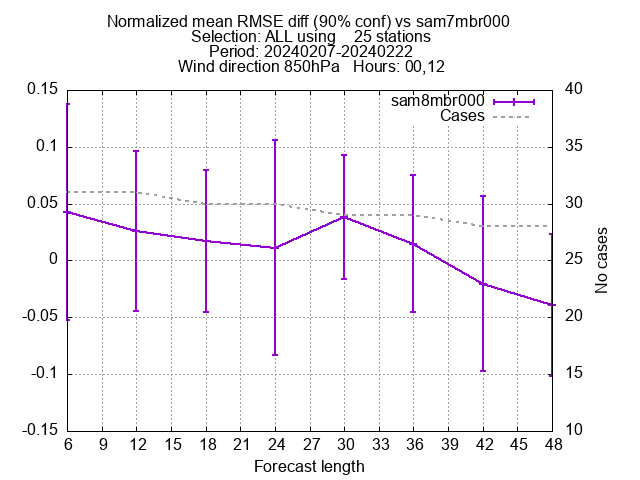 Normalized mean RMSE diff (90% conf) vs sam7mbr000
Selection: ALL using    25 stations
Period: 20240207-20240222
Wind direction 850hPa   Hours: 00,12
sam8mbr000
Cases
0.15
0.1
0.05
0
-0.05
-0.1
-0.15
40
35
30
25
20
15
10
No cases
6 9 12 15 18 21 24 27 30 33 36 39 42 45 48
Forecast length